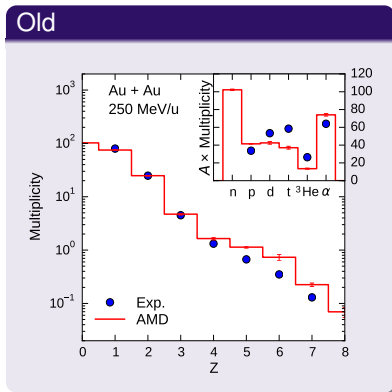 Old
Au + Au
250 MeV/u
Multiplicity
10³
10²
10¹
10⁰
10⁻¹
0 1 2 3 4 5 6 7 8
Z
Exp.
AMD
A × Multiplicity
120
100
80
60
40
20
0
n p d t ³He α